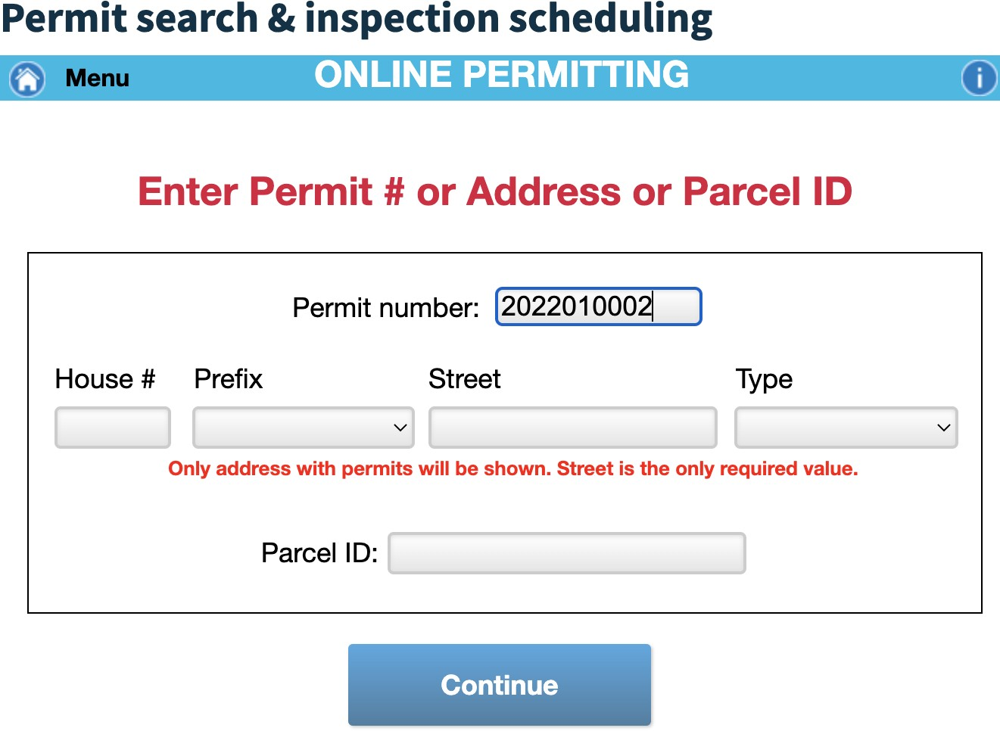 Permit search & inspection scheduling
Menu
ONLINE PERMITTING
i
Enter Permit # or Address or Parcel ID
Permit number: 2022010002
House # Prefix Street Type
Only address with permits will be shown. Street is the only required value.
Parcel ID:
Continue